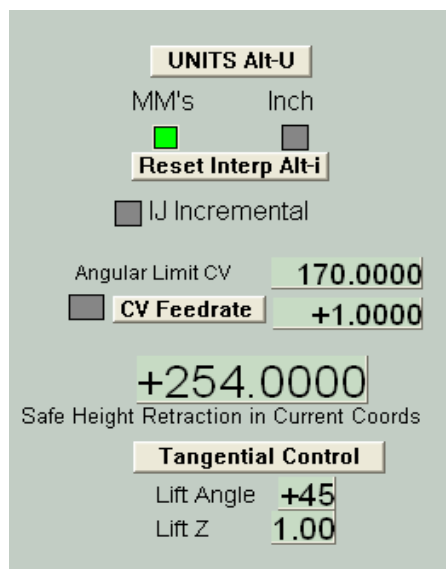 UNITS Alt-U
MM's Inch
Reset Interp Alt-i
IJ Incremental
Angular Limit CV 170.0000
CV Feedrate +1.0000
+254.0000
Safe Height Retraction in Current Coords
Tangential Control
Lift Angle +45
Lift Z 1.00